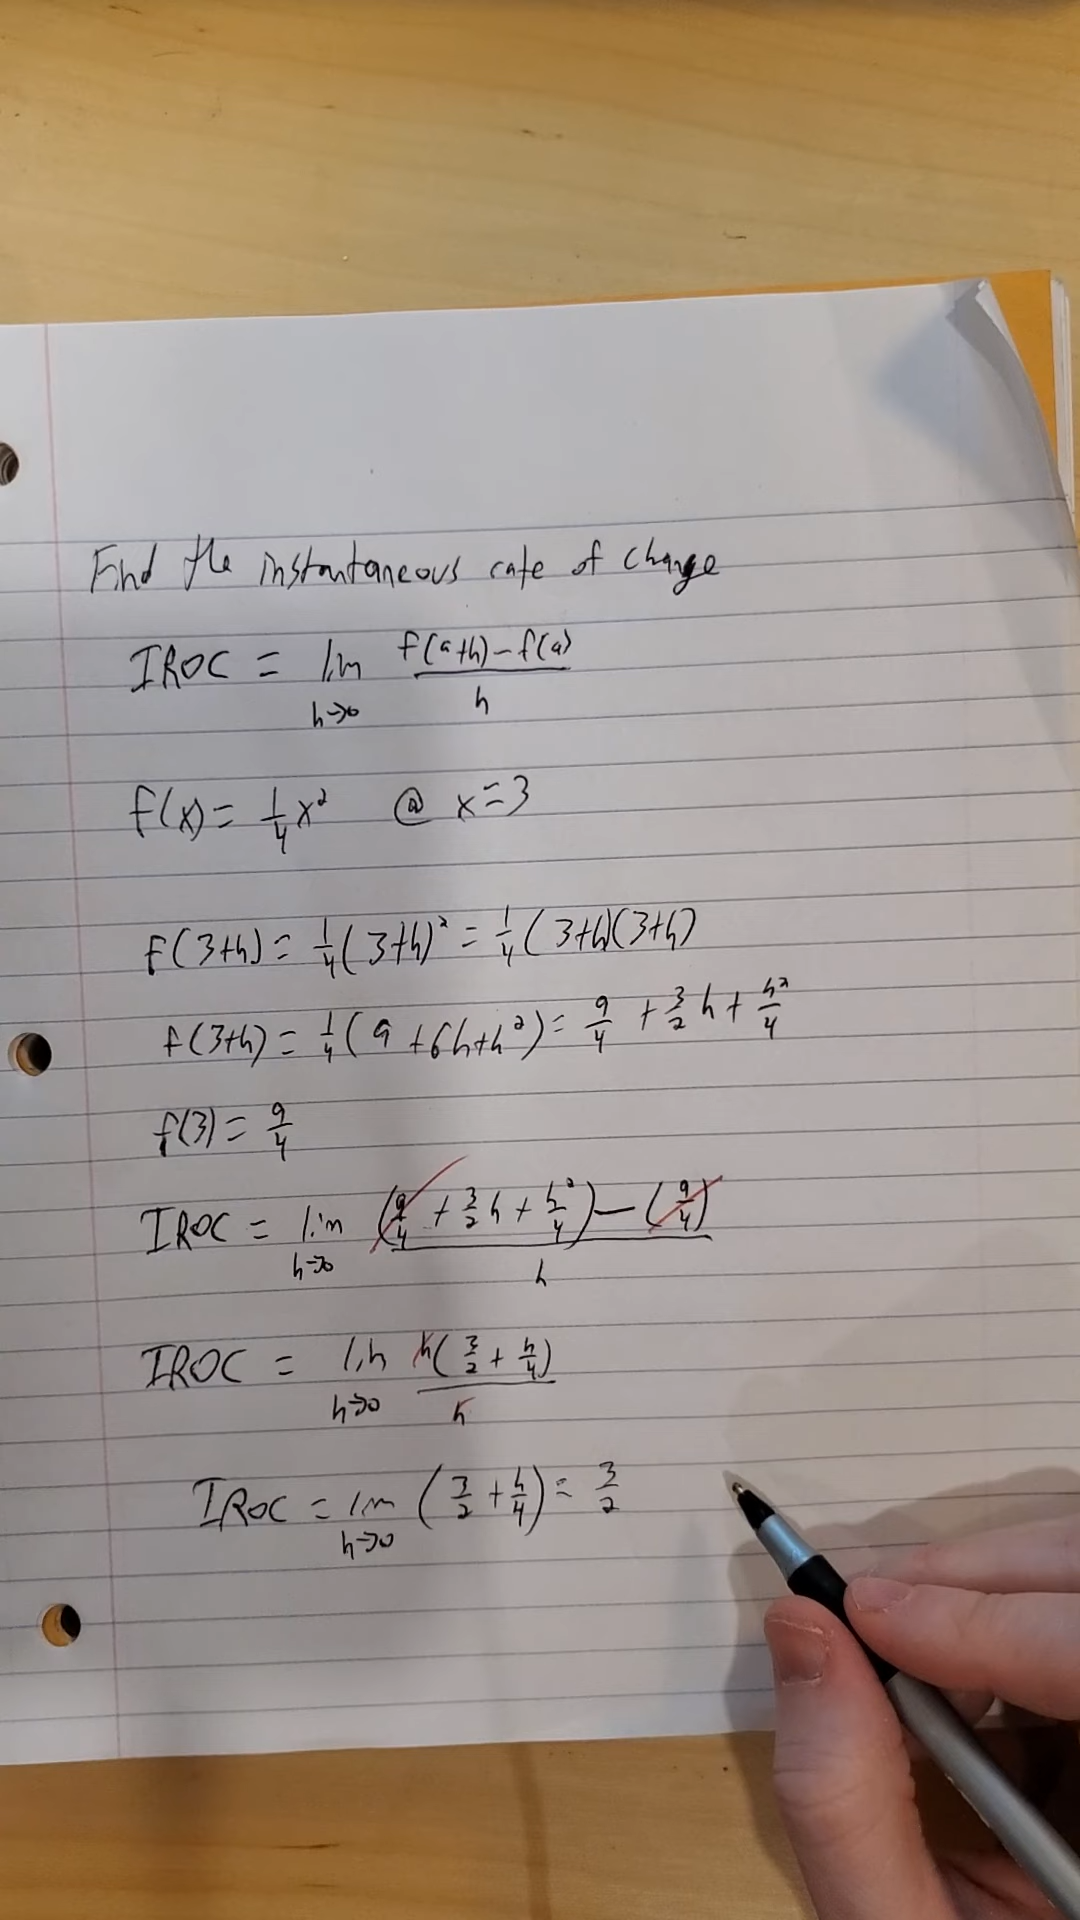 Find the instantaneous rate of change
IROC = lim h→0 (f(a+h) - f(a))/h
f(x) = 1/4 x² @ x=3
f(3+h) = 1/4(3+h)² = 1/4(3+h)(3+h)
f(3+h) = 1/4(9 + 6h + h²) = 9/4 + 3/2 h + h²/4
f(3) = 9/4
IROC = lim h→0 ((9/4 + 3/2 h + h²/4) - (9/4))/h
IROC = lim h→0 h(3/2 + h/4)/h
IROC = lim h→0 (3/2 + h/4) = 3/2